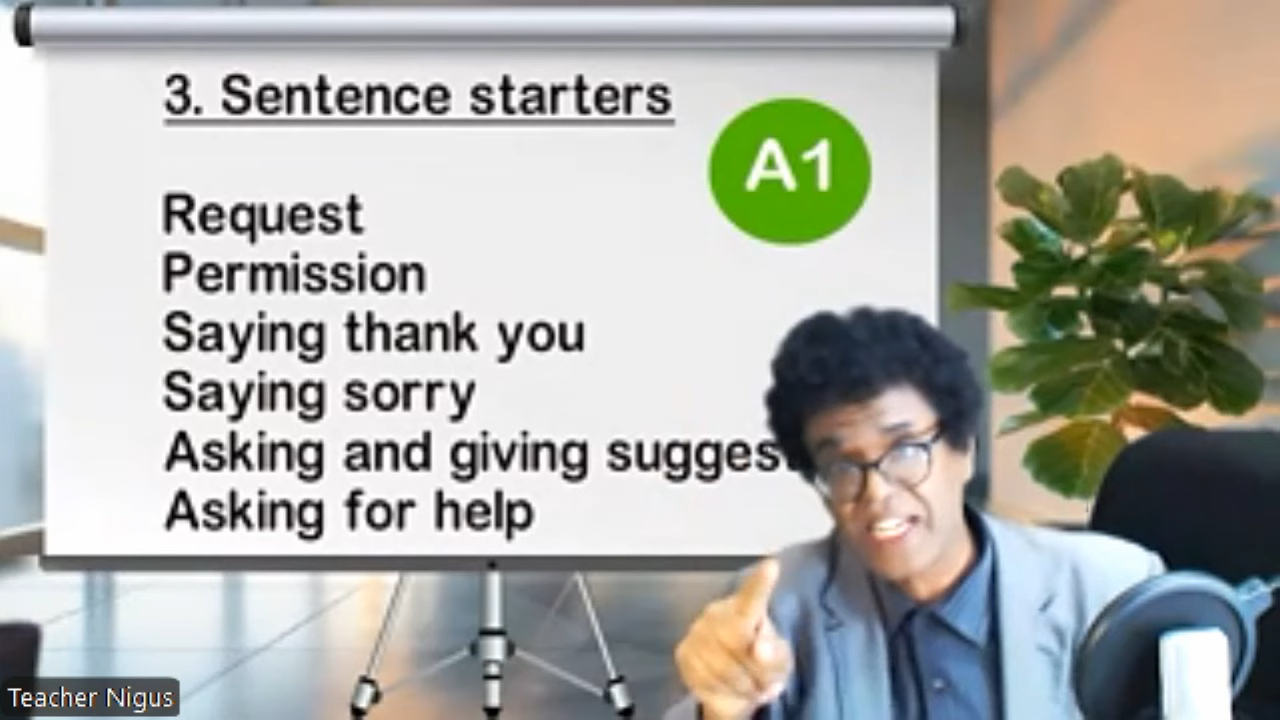 3. Sentence starters
A1
Request
Permission
Saying thank you
Saying sorry
Asking and giving
Asking for help
Teacher Nigus